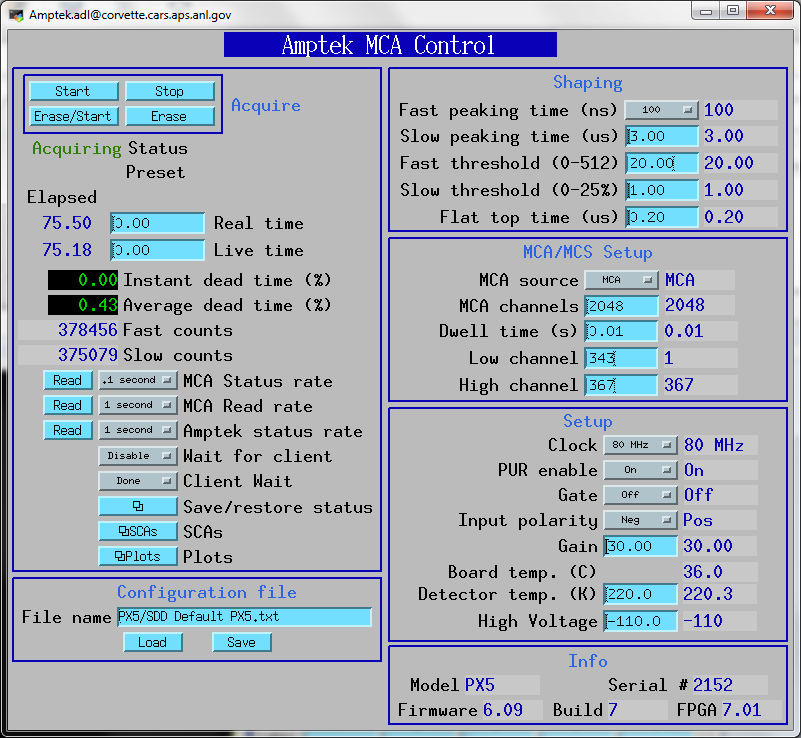 Amptek.adl@corvette.cars.aps.anl.gov
Amptek MCA Control
Start Stop
Erase/Start Erase
Acquire
Acquiring Status
Preset
Elapsed
75.50 0.00 Real time
75.18 0.00 Live time
0.00 Instant dead time (%)
0.43 Average dead time (%)
378456 Fast counts
375079 Slow counts
Read .1 second MCA Status rate
Read 1 second MCA Read rate
Read 1 second Amptek status rate
Disable Wait for client
Done Client Wait
Save/restore status
SCAs SCAs
Plots Plots
Configuration file
File name PX5/SDD Default PX5.txt
Load Save
Shaping
Fast peaking time (ns) 100 100
Slow peaking time (us) 3.00 3.00
Fast threshold (0-512) 20.00 20.00
Slow threshold (0-25%) 1.00 1.00
Flat top time (us) 0.20 0.20
MCA/MCS Setup
MCA source MCA MCA
MCA channels 2048 2048
Dwell time (s) 0.01 0.01
Low channel 343 1
High channel 367 367
Setup
Clock 80 MHz 80 MHz
PUR enable On On
Gate Off Off
Input polarity Neg Pos
Gain 30.00 30.00
Board temp. (C) 36.0
Detector temp. (K) 220.0 220.3
High Voltage -110.0 -110
Info
Model PX5 Serial # 2152
Firmware 6.09 Build 7 FPGA 7.01